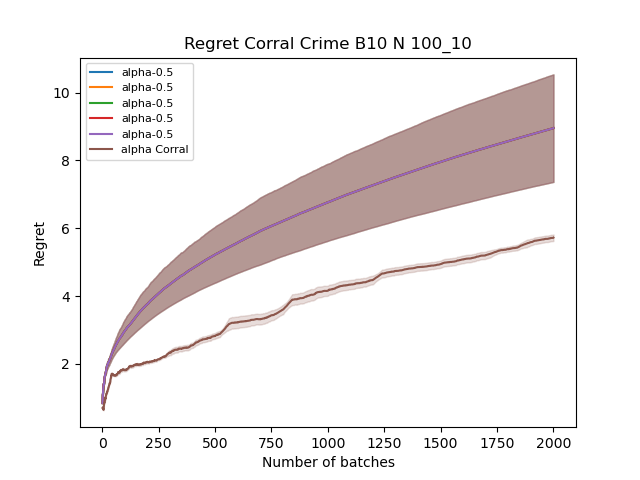 Regret Corral Crime B10 N 100_10
alpha-0.5
alpha-0.5
alpha-0.5
alpha-0.5
alpha-0.5
alpha Corral
10
8
6
4
2
Regret
0 250 500 750 1000 1250 1500 1750 2000
Number of batches